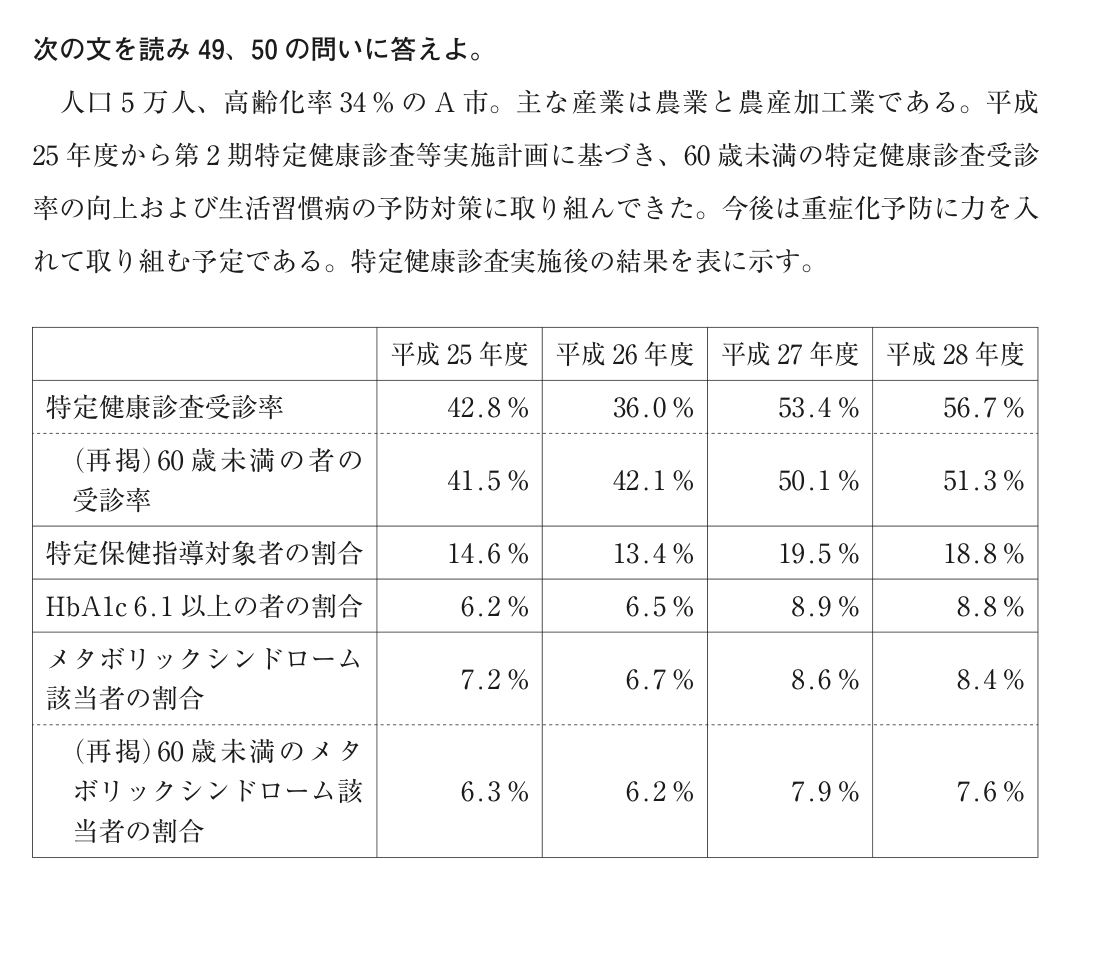 次の文を読み 49、50 の問いに答えよ。
人口 5 万人、高齢化率 34 % の A 市。主な産業は農業と農産加工業である。平成
25 年度から第 2 期特定健康診査等実施計画に基づき、60 歳未満の特定健康診査受診
率の向上および生活習慣病の予防対策に取り組んできた。今後は重症化予防に力を入
れて取り組む予定である。特定健康診査実施後の結果を表に示す。
平成 25 年度 平成 26 年度 平成 27 年度 平成 28 年度
特定健康診査受診率 42.8 % 36.0 % 53.4 % 56.7 %
(再掲)60 歳未満の者の
受診率 41.5 % 42.1 % 50.1 % 51.3 %
特定保健指導対象者の割合 14.6 % 13.4 % 19.5 % 18.8 %
HbA1c 6.1 以上の者の割合 6.2 % 6.5 % 8.9 % 8.8 %
メタボリックシンドローム
該当者の割合 7.2 % 6.7 % 8.6 % 8.4 %
(再掲)60 歳未満のメタ
ボリックシンドローム該 6.3 % 6.2 % 7.9 % 7.6 %
当者の割合